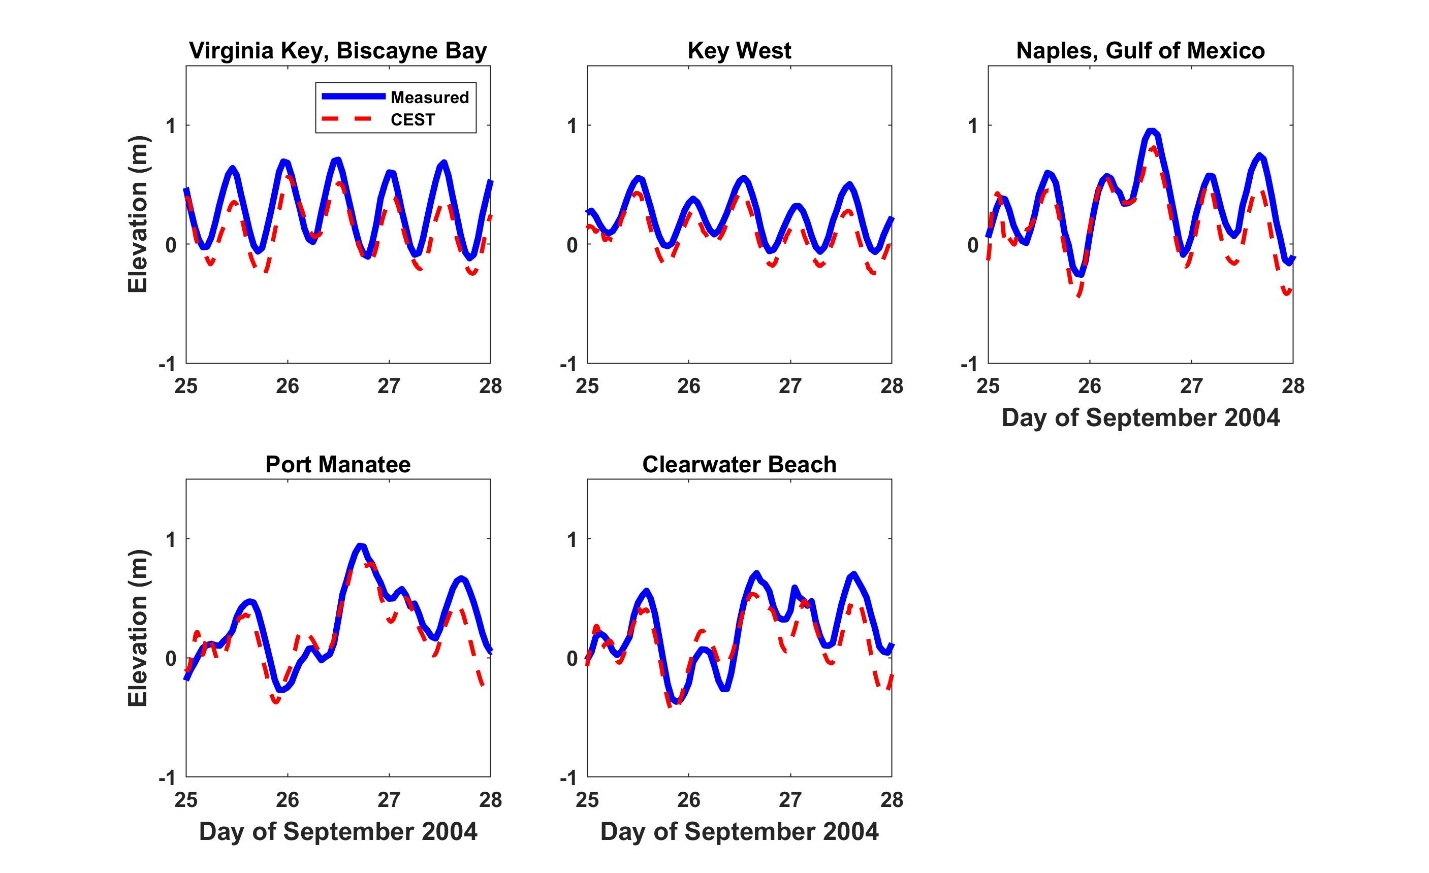 Virginia Key, Biscayne Bay
Key West
Naples, Gulf of Mexico
Measured
CEST
Elevation (m)
1
0
-1
25 26 27 28
1
0
-1
25 26 27 28
1
0
-1
25 26 27 28
Day of September 2004
Port Manatee
Clearwater Beach
Elevation (m)
1
0
-1
25 26 27 28
Day of September 2004
1
0
-1
25 26 27 28
Day of September 2004